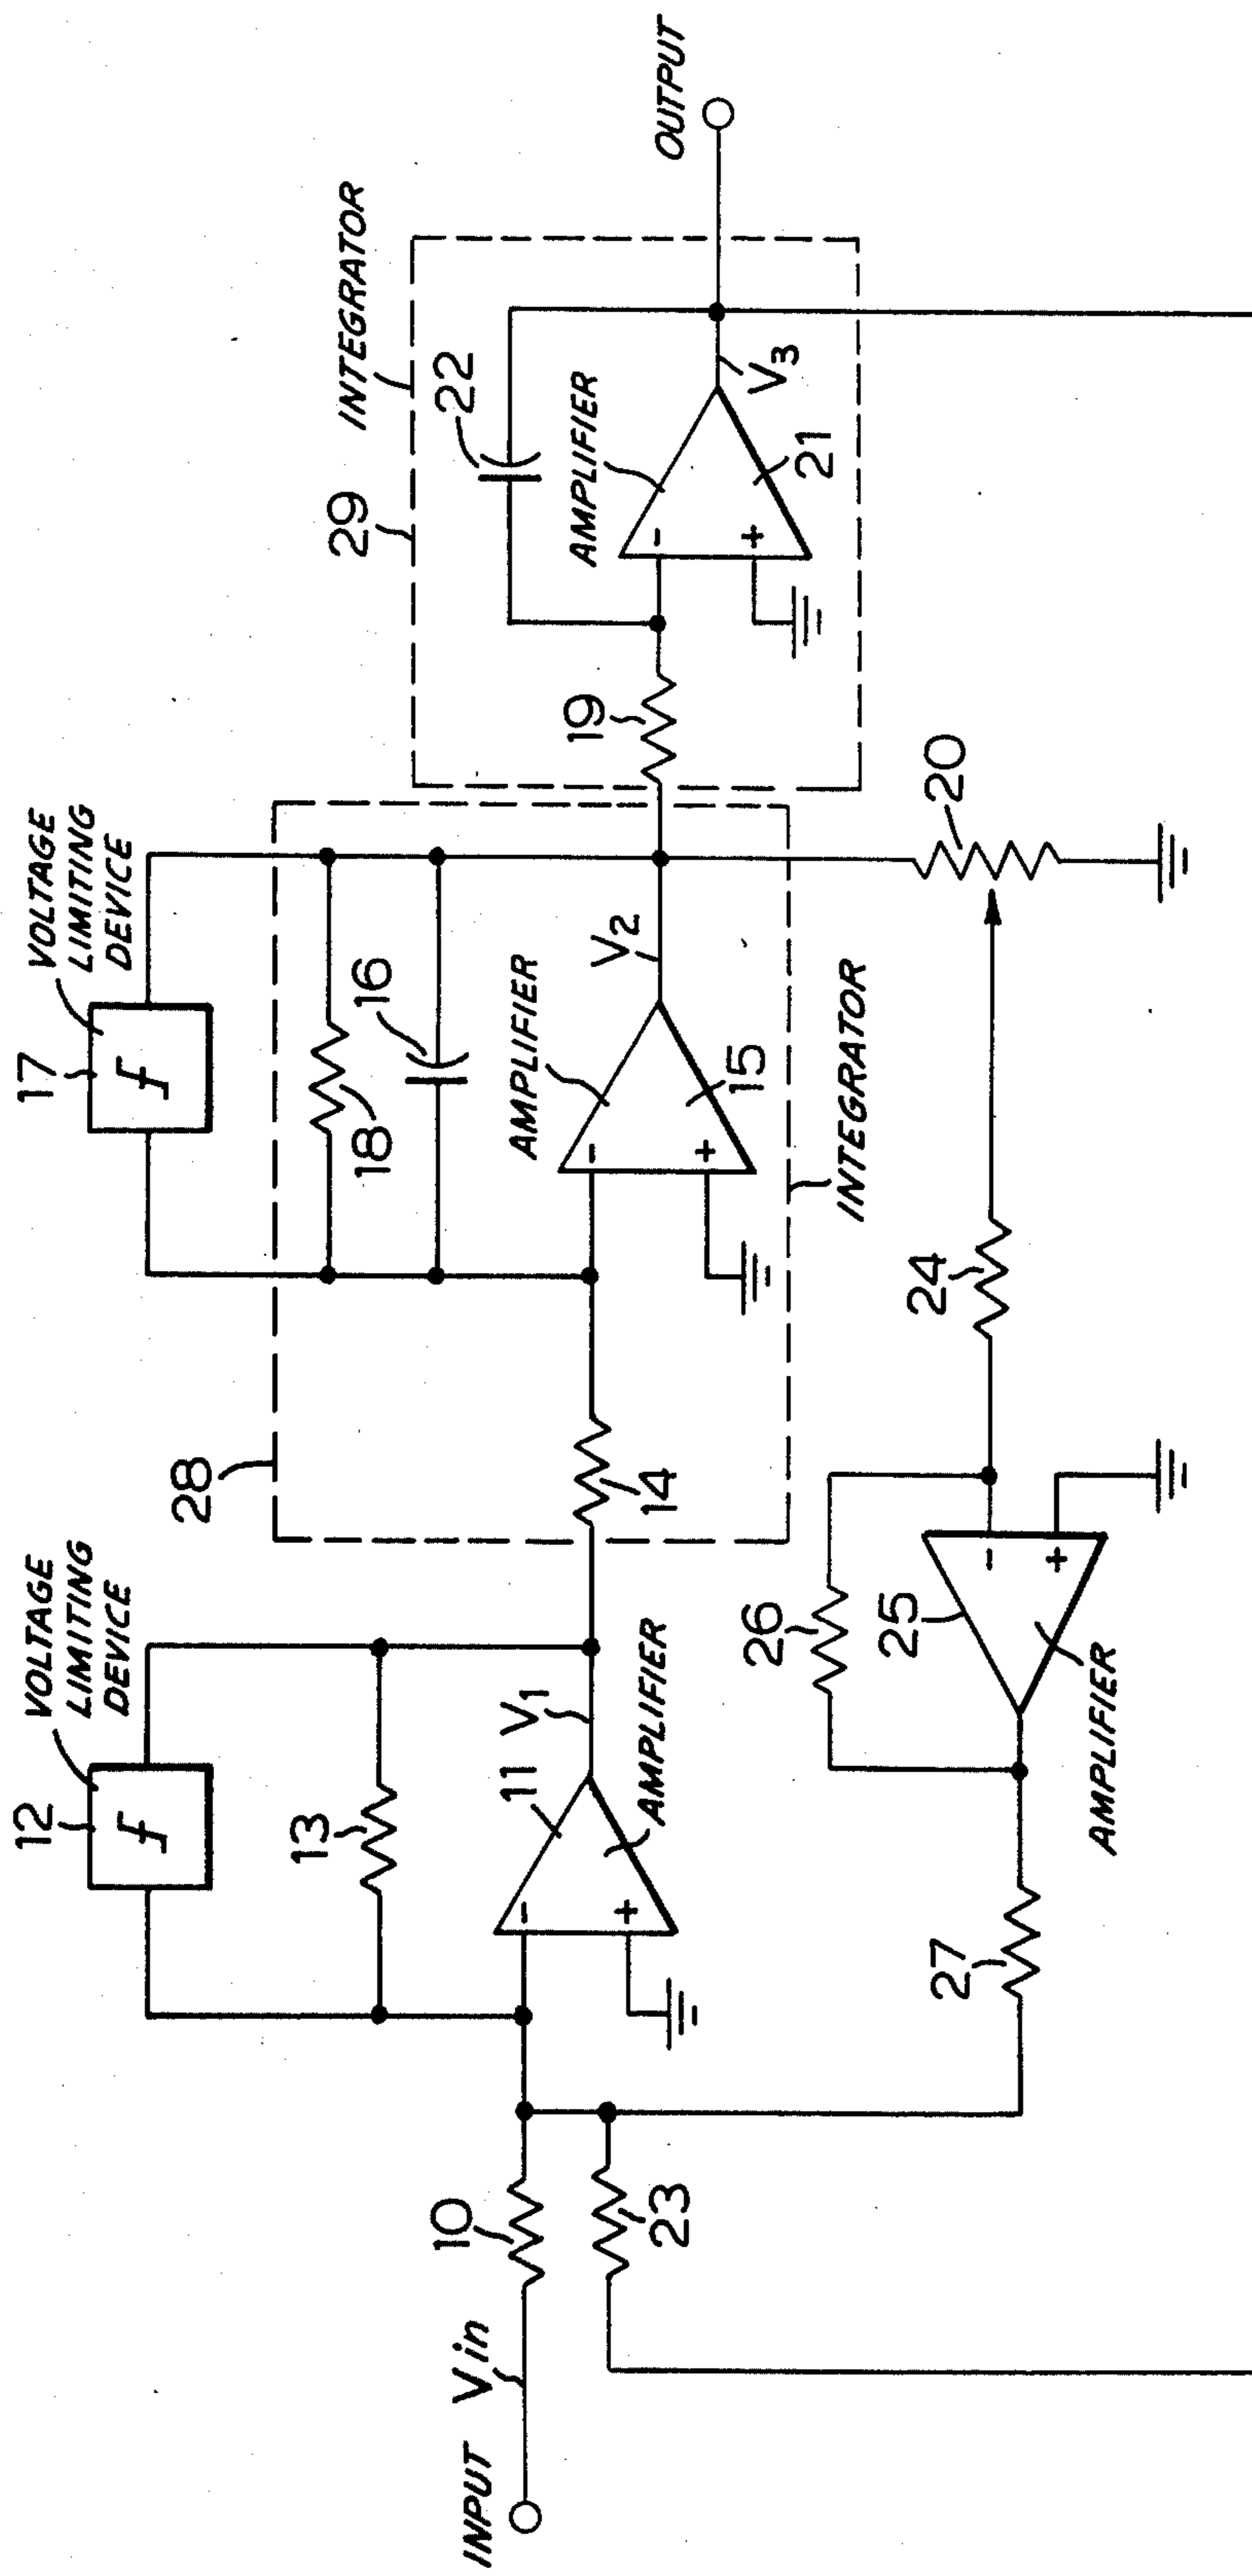 INPUT
V in
10
23
12
VOLTAGE
LIMITING
DEVICE
13
11
-
+
V1
AMPLIFIER
28
14
17
VOLTAGE
LIMITING
DEVICE
18
16
AMPLIFIER
-
+
15
V2
INTEGRATOR
29
INTEGRATOR
19
22
AMPLIFIER
-
+
21
V3
OUTPUT
20
24
26
25
-
+
AMPLIFIER
27